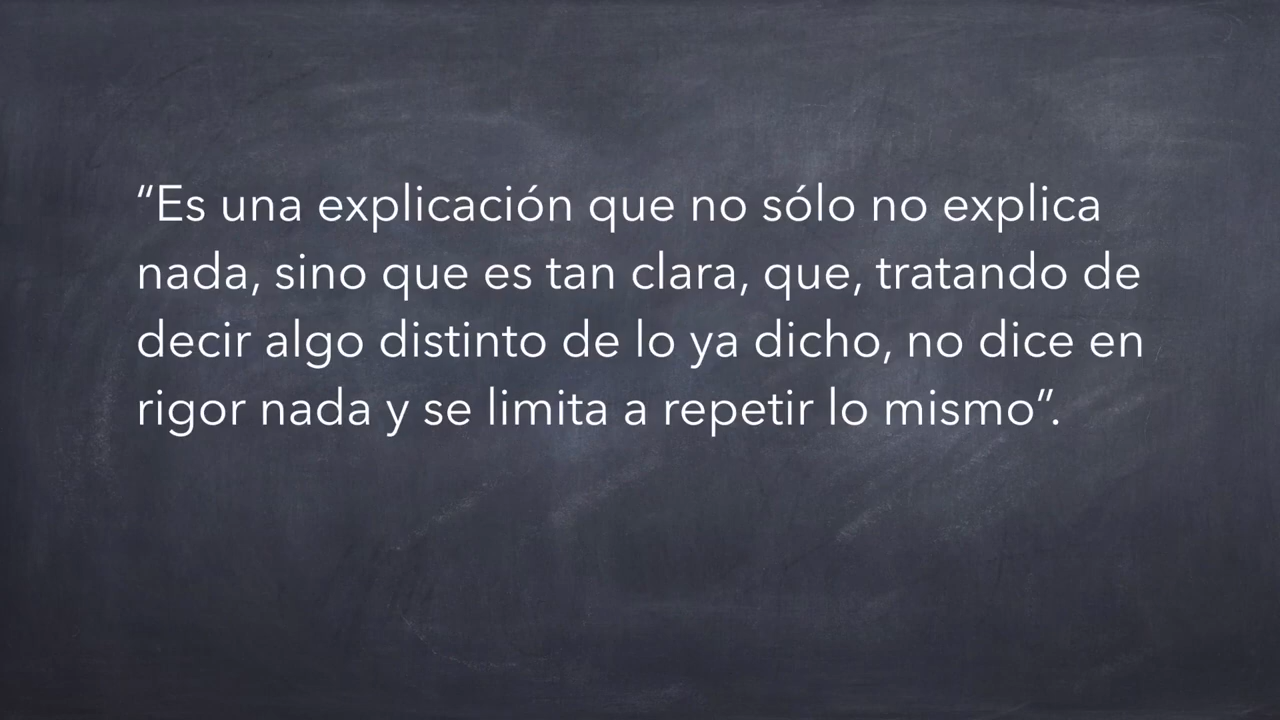 “Es una explicación que no sólo no explica
nada, sino que es tan clara, que, tratando de
decir algo distinto de lo ya dicho, no dice en
rigor nada y se limita a repetir lo mismo”.